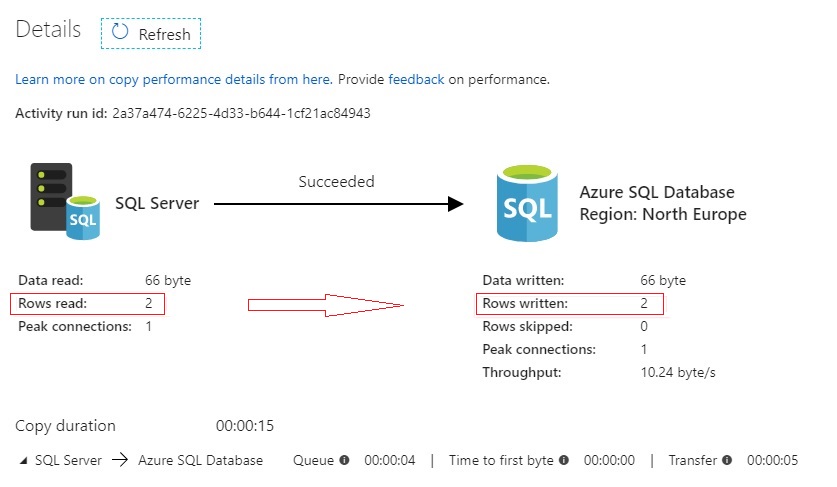 Details
Refresh
Learn more on copy performance details from here. Provide feedback on performance.
Activity run id: 2a37a474-6225-4d33-b644-1cf21ac84943
Succeeded
SQL
SQL Server
SQL
Azure SQL Database
Region: North Europe
Data read: 66 byte
Rows read: 2
Peak connections: 1
Data written: 66 byte
Rows written: 2
Rows skipped: 0
Peak connections: 1
Throughput: 10.24 byte/s
Copy duration 00:00:15
SQL Server → Azure SQL Database Queue 00:00:04 | Time to first byte 00:00:00 | Transfer 00:00:05